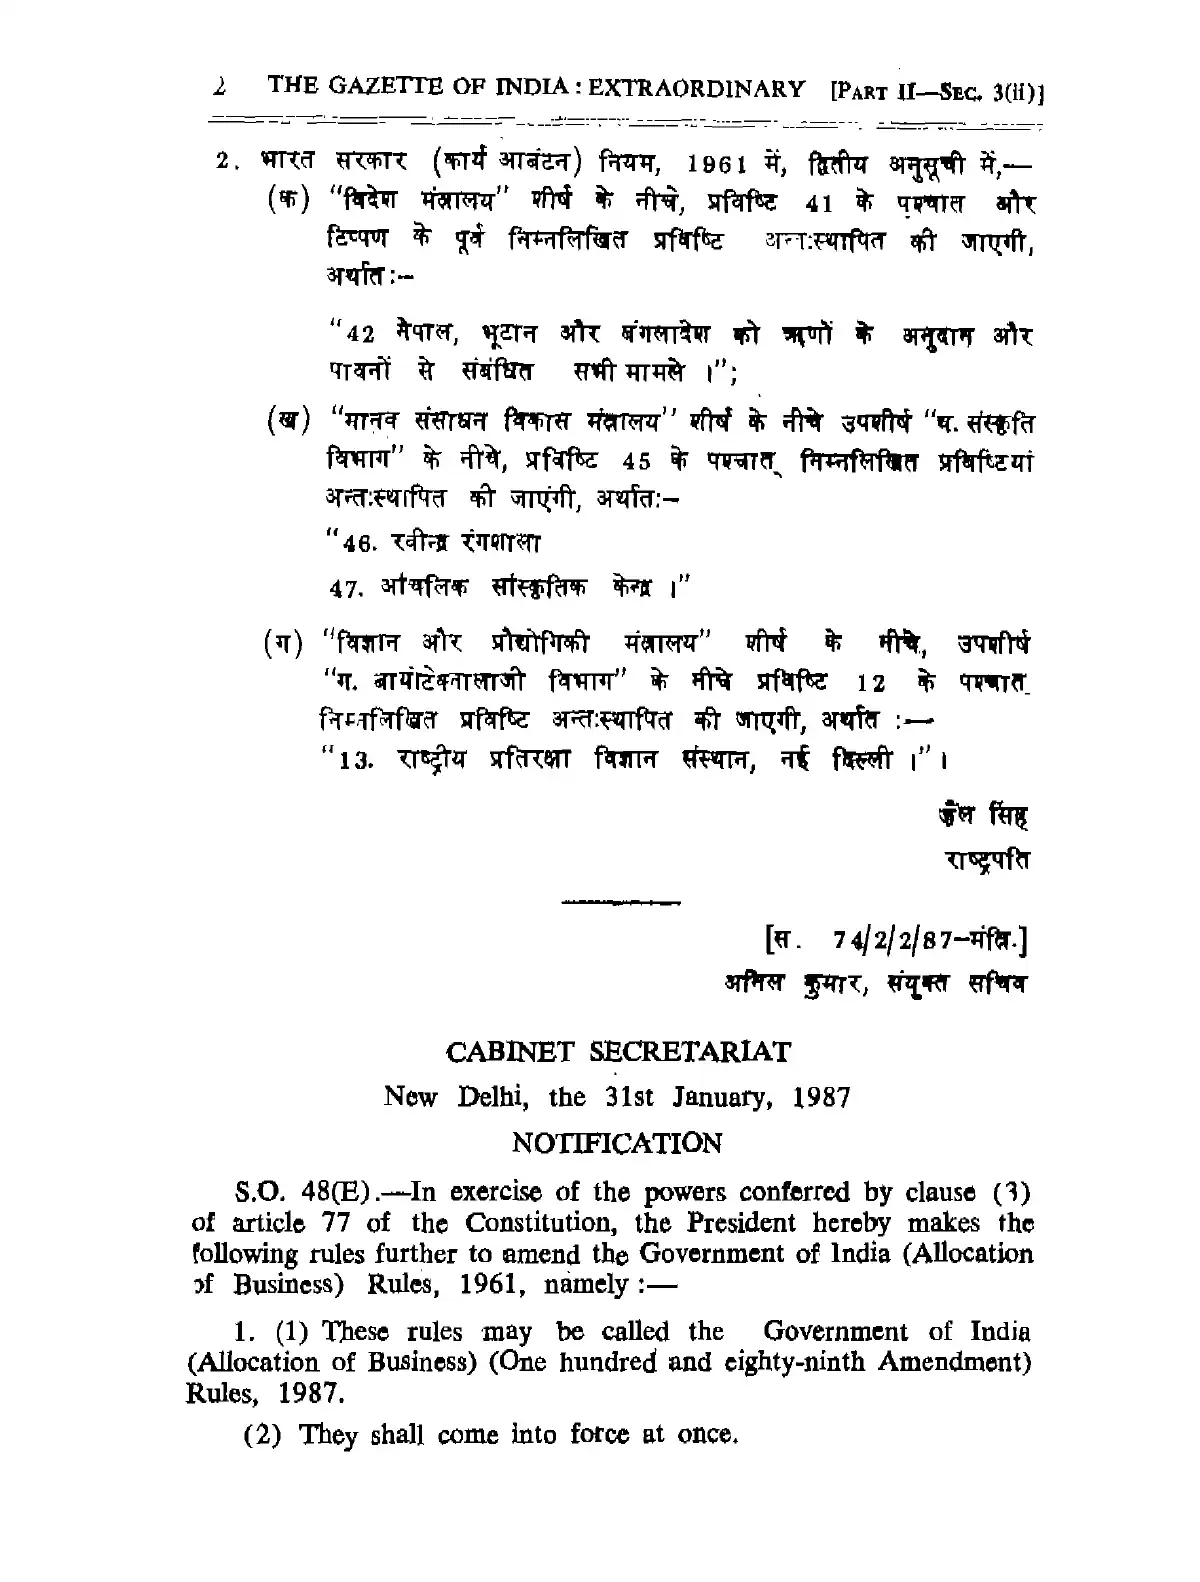 2 THE GAZETTE OF INDIA : EXTRAORDINARY [PART II—SEC. 3(ii)]
2. भारत सरकार (कार्य आबंटन) नियम, 1961 में, द्वितीय अनुसूची में,—
(क) "विदेश मंत्रालय" शीर्ष के नीचे, प्रविष्टि 41 के पश्चात और
टिप्पण के पूर्व निम्नलिखित प्रविष्टि अन्तःस्थापित की जाएगी,
अर्थात :–
"42 नेपाल, भूटान और बंगलादेश को ऋणों के अनुदान और
पावनों से संबंधित सभी मामले ।";
(ख) "मानव संसाधन विकास मंत्रालय" शीर्ष के नीचे उपशीर्ष "घ. संस्कृति
विभाग" के नीचे, प्रविष्टि 45 के पश्चात् निम्नलिखित प्रविष्टियां
अन्तःस्थापित की जाएंगी, अर्थात:–
"46. रवीन्द्र रंगशाला
47. आंचलिक सांस्कृतिक केन्द्र ।"
(ग) "विज्ञान और प्रौद्योगिकी मंत्रालय" शीर्ष के नीचे, उपशीर्ष
"ग. बायोटेक्नालाजी विभाग" के नीचे प्रविष्टि 12 के पश्चात्
निम्नलिखित प्रविष्टि अन्तःस्थापित की जाएगी, अर्थात :—
"13. राष्ट्रीय प्रतिरक्षा विज्ञान संस्थान, नई दिल्ली ।" ।
जैल सिंह
राष्ट्रपति
[स. 74/2/2/87–मंत्रि.]
अनिल कुमार, संयुक्त सचिव
CABINET SECRETARIAT
New Delhi, the 31st January, 1987
NOTIFICATION
S.O. 48(E).—In exercise of the powers conferred by clause (3)
of article 77 of the Constitution, the President hereby makes the
following rules further to amend the Government of India (Allocation
of Business) Rules, 1961, namely :—
1. (1) These rules may be called the Government of India
(Allocation of Business) (One hundred and eighty-ninth Amendment)
Rules, 1987.
(2) They shall come into force at once.